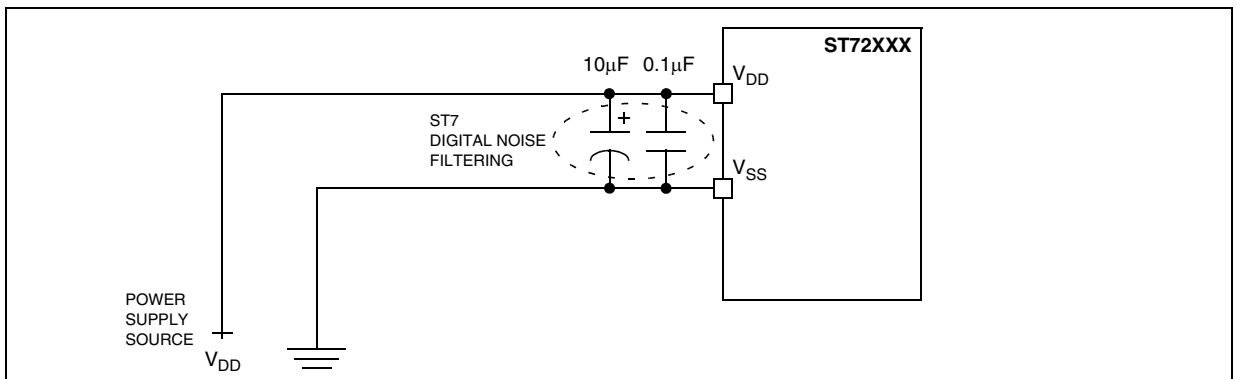 ST72XXX
10μF 0.1μF
VDD
+
ST7
DIGITAL NOISE
FILTERING
VSS
POWER
SUPPLY
SOURCE
VDD